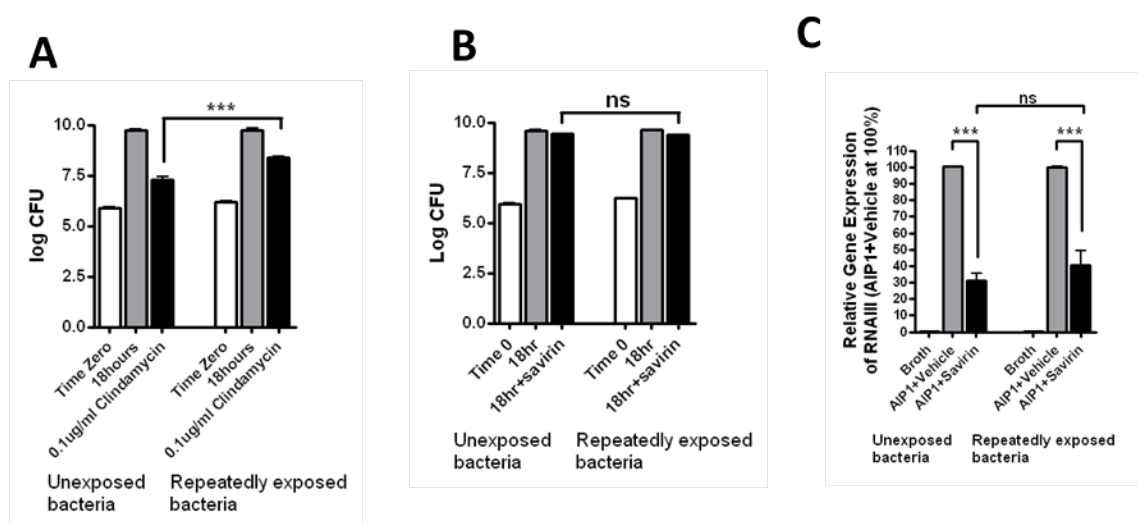 A
***
log CFU
10.0
7.5
5.0
2.5
0.0
Time Zero
18hours
0.1ug/ml Clindamycin
Time Zero
18hours
0.1ug/ml Clindamycin
Unexposed
bacteria
Repeatedly exposed
bacteria
B
ns
Log CFU
10.0
7.5
5.0
2.5
0.0
Time 0
18hr
18hr+savirin
Time 0
18hr
18hr+savirin
Unexposed
bacteria
Repeatedly exposed
bacteria
C
ns
***
***
Relative Gene Expression
of RNAIII (AIP1+Vehicle at 100%)
110
100
90
80
70
60
50
40
30
20
10
0
Broth
AIP1+Vehicle
AIP1+Savirin
Broth
AIP1+Vehicle
AIP1+Savirin
Unexposed
bacteria
Repeatedly exposed
bacteria